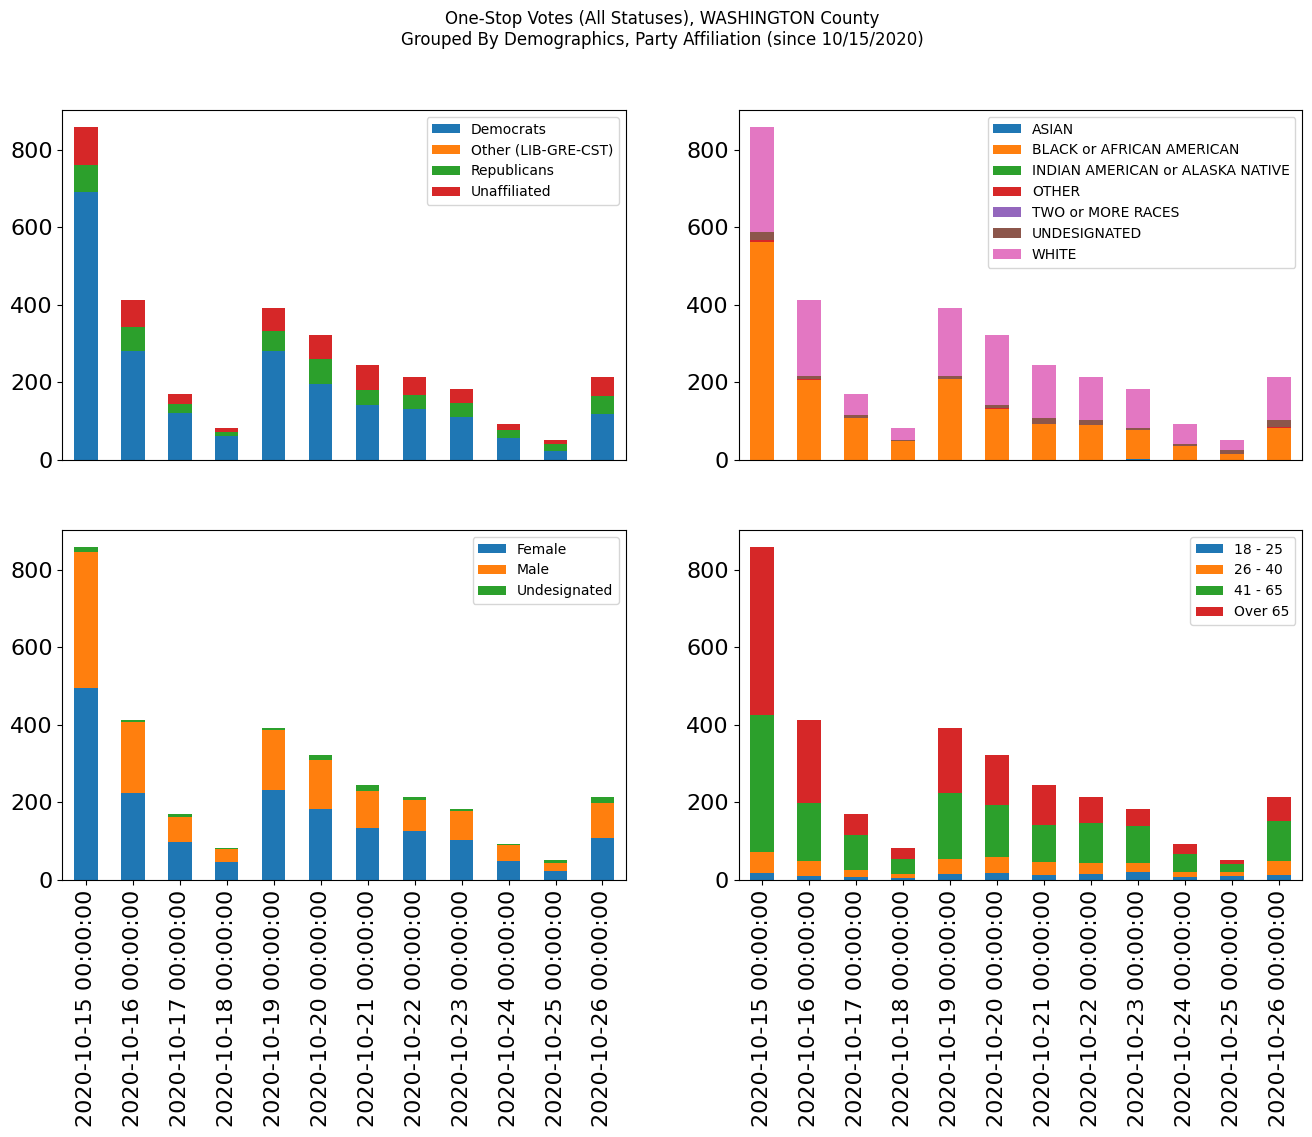 One-Stop Votes (All Statuses), WASHINGTON County
Grouped By Demographics, Party Affiliation (since 10/15/2020)
800
600
400
200
0
Democrats
Other (LIB-GRE-CST)
Republicans
Unaffiliated
800
600
400
200
0
ASIAN
BLACK or AFRICAN AMERICAN
INDIAN AMERICAN or ALASKA NATIVE
OTHER
TWO or MORE RACES
UNDESIGNATED
WHITE
800
600
400
200
0
Female
Male
Undesignated
2020-10-15 00:00:00
2020-10-16 00:00:00
2020-10-17 00:00:00
2020-10-18 00:00:00
2020-10-19 00:00:00
2020-10-20 00:00:00
2020-10-21 00:00:00
2020-10-22 00:00:00
2020-10-23 00:00:00
2020-10-24 00:00:00
2020-10-25 00:00:00
2020-10-26 00:00:00
800
600
400
200
0
18 - 25
26 - 40
41 - 65
Over 65
2020-10-15 00:00:00
2020-10-16 00:00:00
2020-10-17 00:00:00
2020-10-18 00:00:00
2020-10-19 00:00:00
2020-10-20 00:00:00
2020-10-21 00:00:00
2020-10-22 00:00:00
2020-10-23 00:00:00
2020-10-24 00:00:00
2020-10-25 00:00:00
2020-10-26 00:00:00